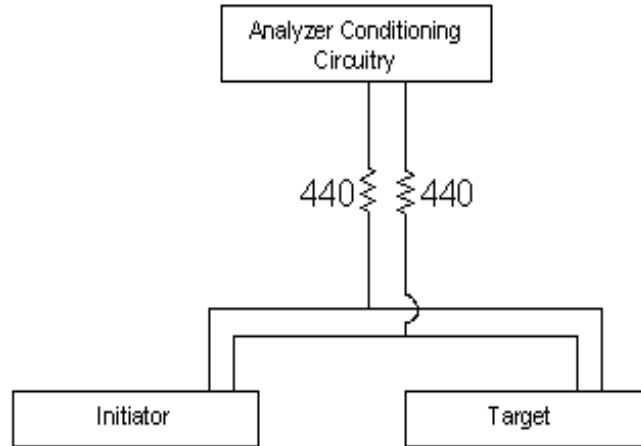 Analyzer Conditioning
Circuitry
440
440
Initiator
Target